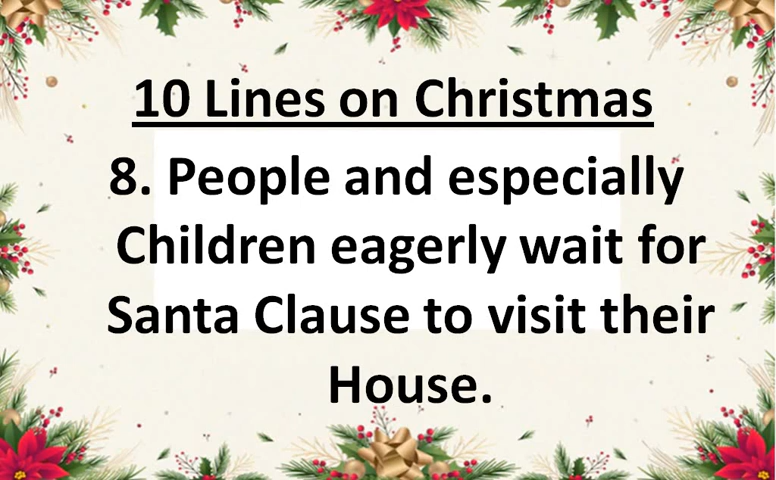 10 Lines on Christmas
8. People and especially
Children eagerly wait for
Santa Clause to visit their
House.